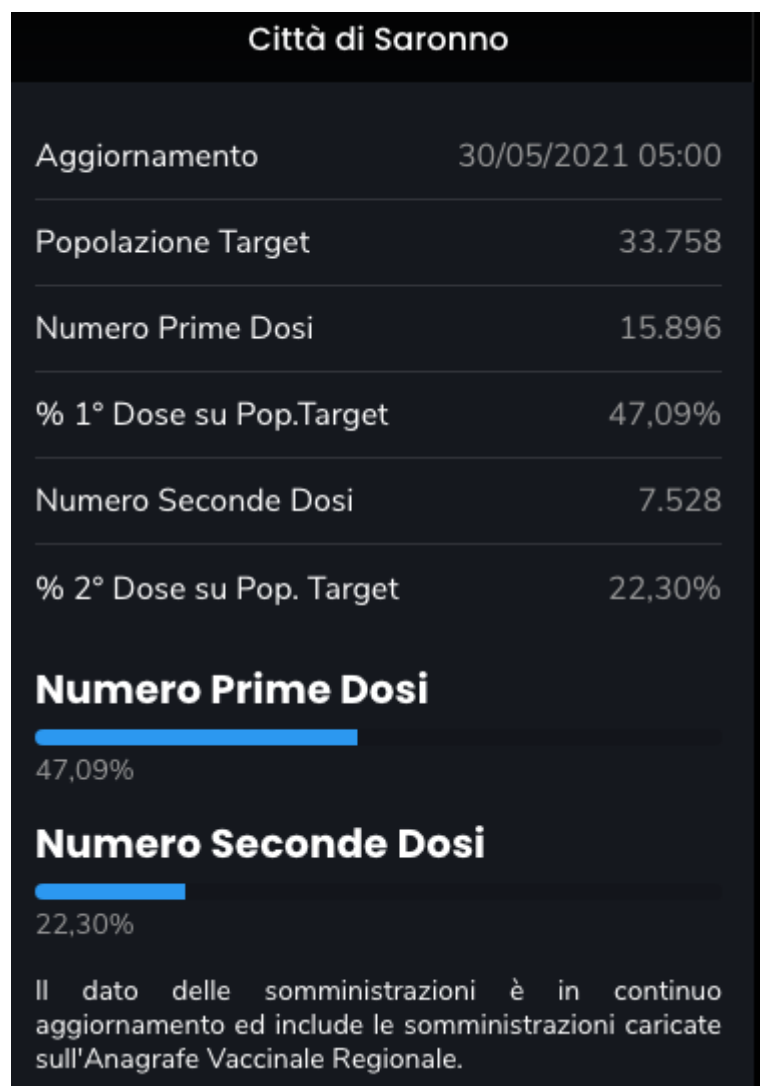 Città di Saronno
Aggiornamento 30/05/2021 05:00
Popolazione Target 33.758
Numero Prime Dosi 15.896
% 1° Dose su Pop.Target 47,09%
Numero Seconde Dosi 7.528
% 2° Dose su Pop. Target 22,30%
Numero Prime Dosi
47,09%
Numero Seconde Dosi
22,30%
Il dato delle somministrazioni è in continuo
aggiornamento ed include le somministrazioni caricate
sull'Anagrafe Vaccinale Regionale.